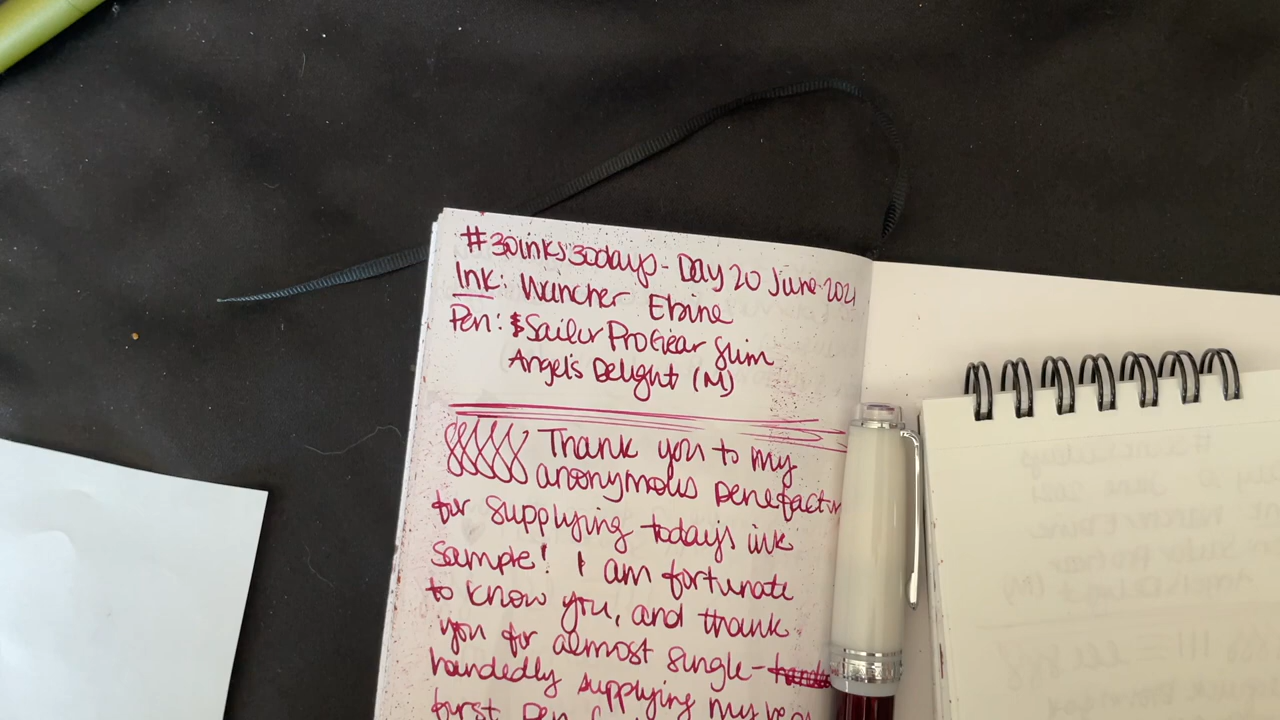 #30inks30days - Day 20 June 2021
Ink: Wancher Ebine
Pen: Sailor ProGear Slim
Angel's Delight (M)
Thank you to my
anonymous benefactor
for supplying today's ink
sample! I am fortunate
to know you, and thank
you for almost single-
handedly supplying my
first pen